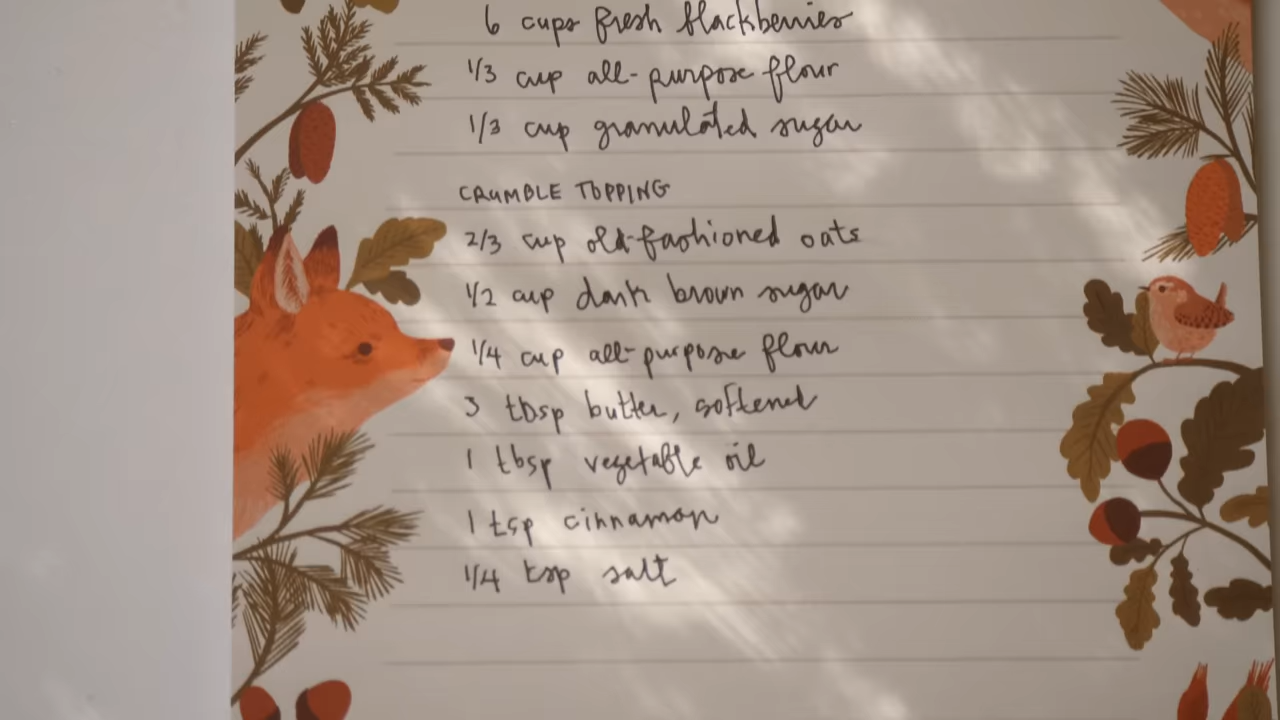 6 cups fresh blackberries
1/3 cup all-purpose flour
1/3 cup granulated sugar
CRUMBLE TOPPING
2/3 cup old-fashioned oats
1/2 cup dark brown sugar
1/4 cup all-purpose flour
3 tbsp butter, softened
1 tbsp vegetable oil
1 tsp cinnamon
1/4 tsp salt